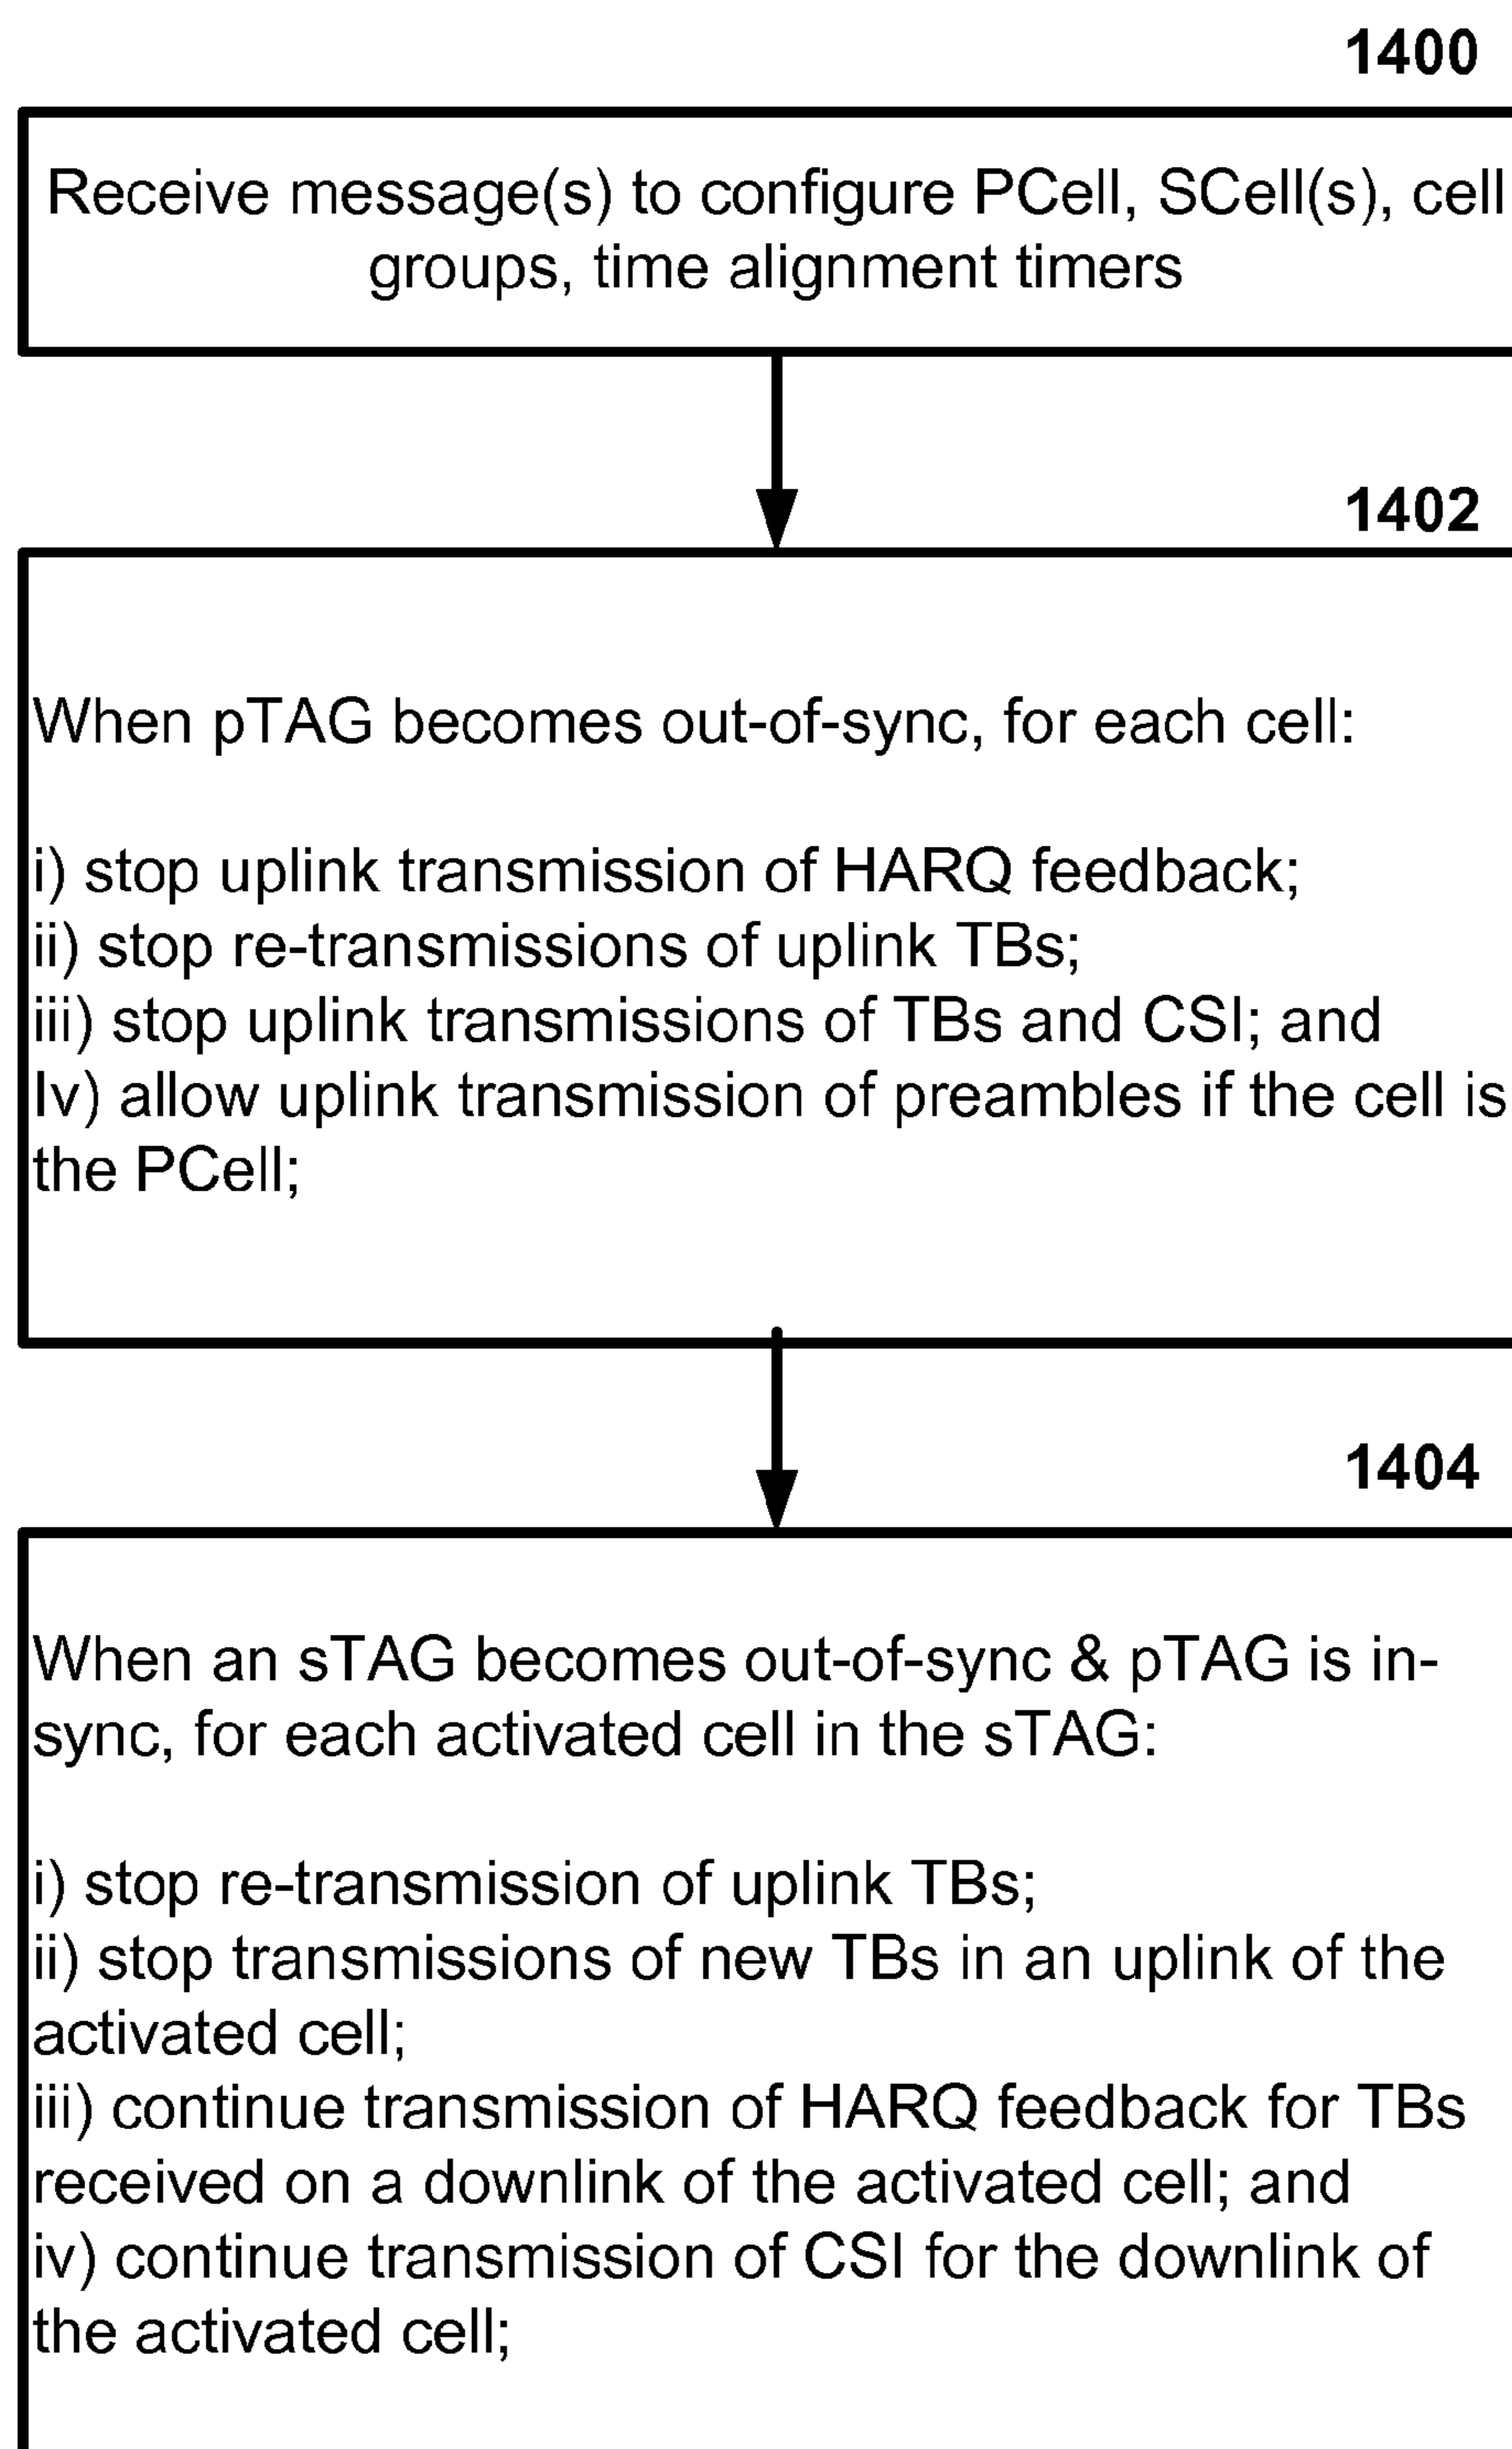 1400
Receive message(s) to configure PCell, SCell(s), cell
groups, time alignment timers
1402
When pTAG becomes out-of-sync, for each cell:
i) stop uplink transmission of HARQ feedback;
ii) stop re-transmissions of uplink TBs;
iii) stop uplink transmissions of TBs and CSI; and
Iv) allow uplink transmission of preambles if the cell is
the PCell;
1404
When an sTAG becomes out-of-sync & pTAG is in-
sync, for each activated cell in the sTAG:
i) stop re-transmission of uplink TBs;
ii) stop transmissions of new TBs in an uplink of the
activated cell;
iii) continue transmission of HARQ feedback for TBs
received on a downlink of the activated cell; and
iv) continue transmission of CSI for the downlink of
the activated cell;